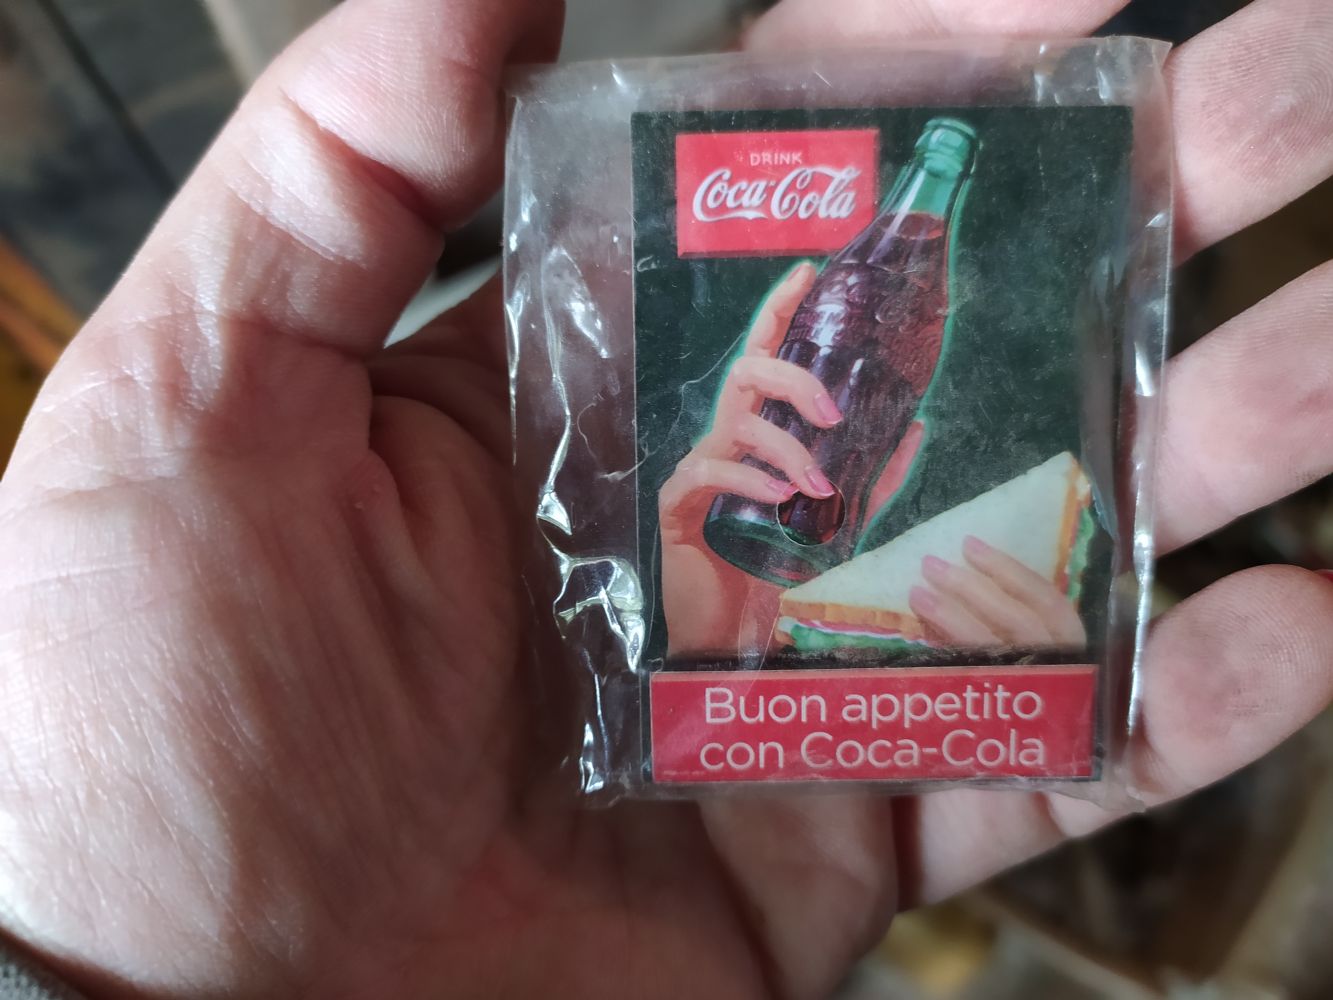 DRINK
Coca-Cola
Buon appetito
con Coca-Cola